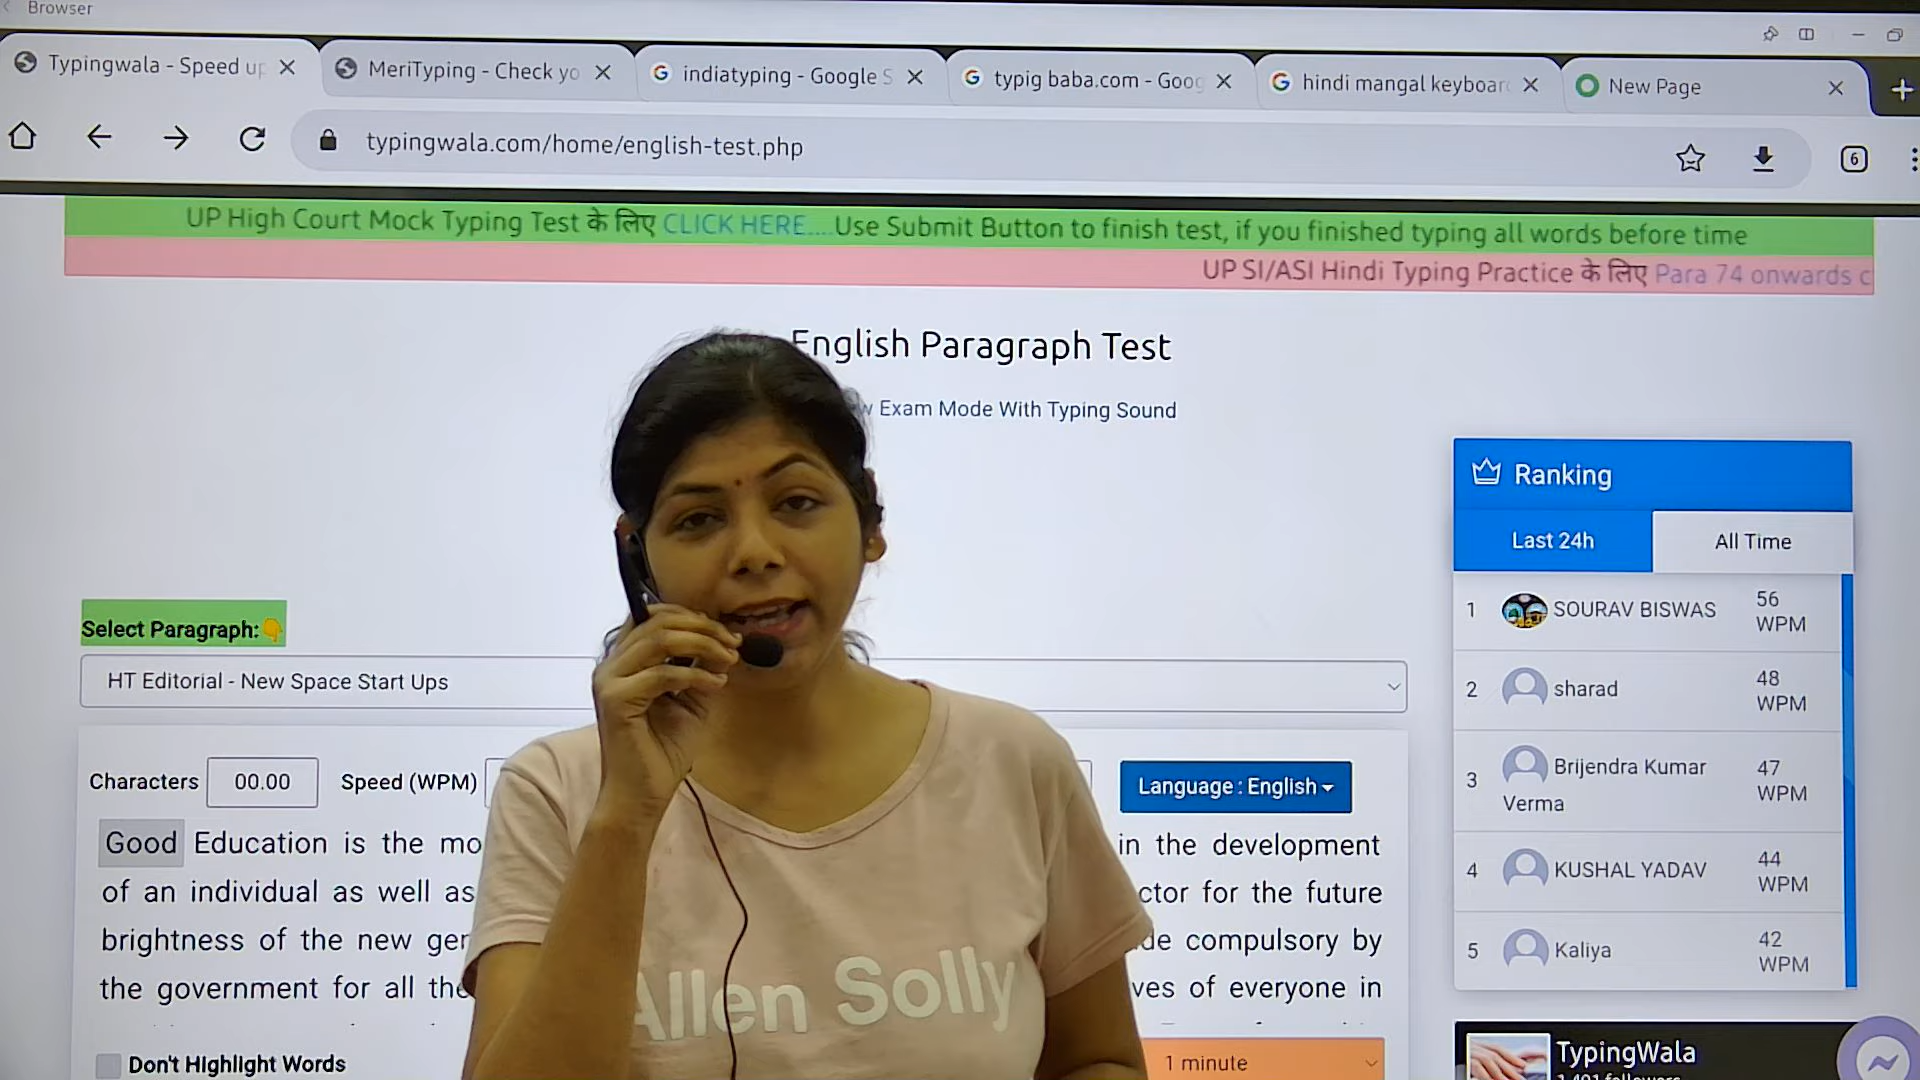 Browser
Typingwala - Speed up
MeriTyping - Check yo
indiatyping - Google S
typig baba.com - Goog
hindi mangal keyboard
New Page
typingwala.com/home/english-test.php
6
UP High Court Mock Typing Test के लिए CLICK HERE....Use Submit Button to finish test, if you finished typing all words before time
UP SI/ASI Hindi Typing Practice के लिए Para 74 onwards c
English Paragraph Test
Exam Mode With Typing Sound
Select Paragraph:
HT Editorial - New Space Start Ups
Characters 00.00 Speed (WPM)
Language : English
Good Education is the mo in the development
of an individual as well as ctor for the future
brightness of the new ger de compulsory by
the government for all the ves of everyone in
Don't Highlight Words
1 minute
Allen Solly
Ranking
Last 24h All Time
1 SOURAV BISWAS 56 WPM
2 sharad 48 WPM
3 Brijendra Kumar Verma 47 WPM
4 KUSHAL YADAV 44 WPM
5 Kaliya 42 WPM
TypingWala